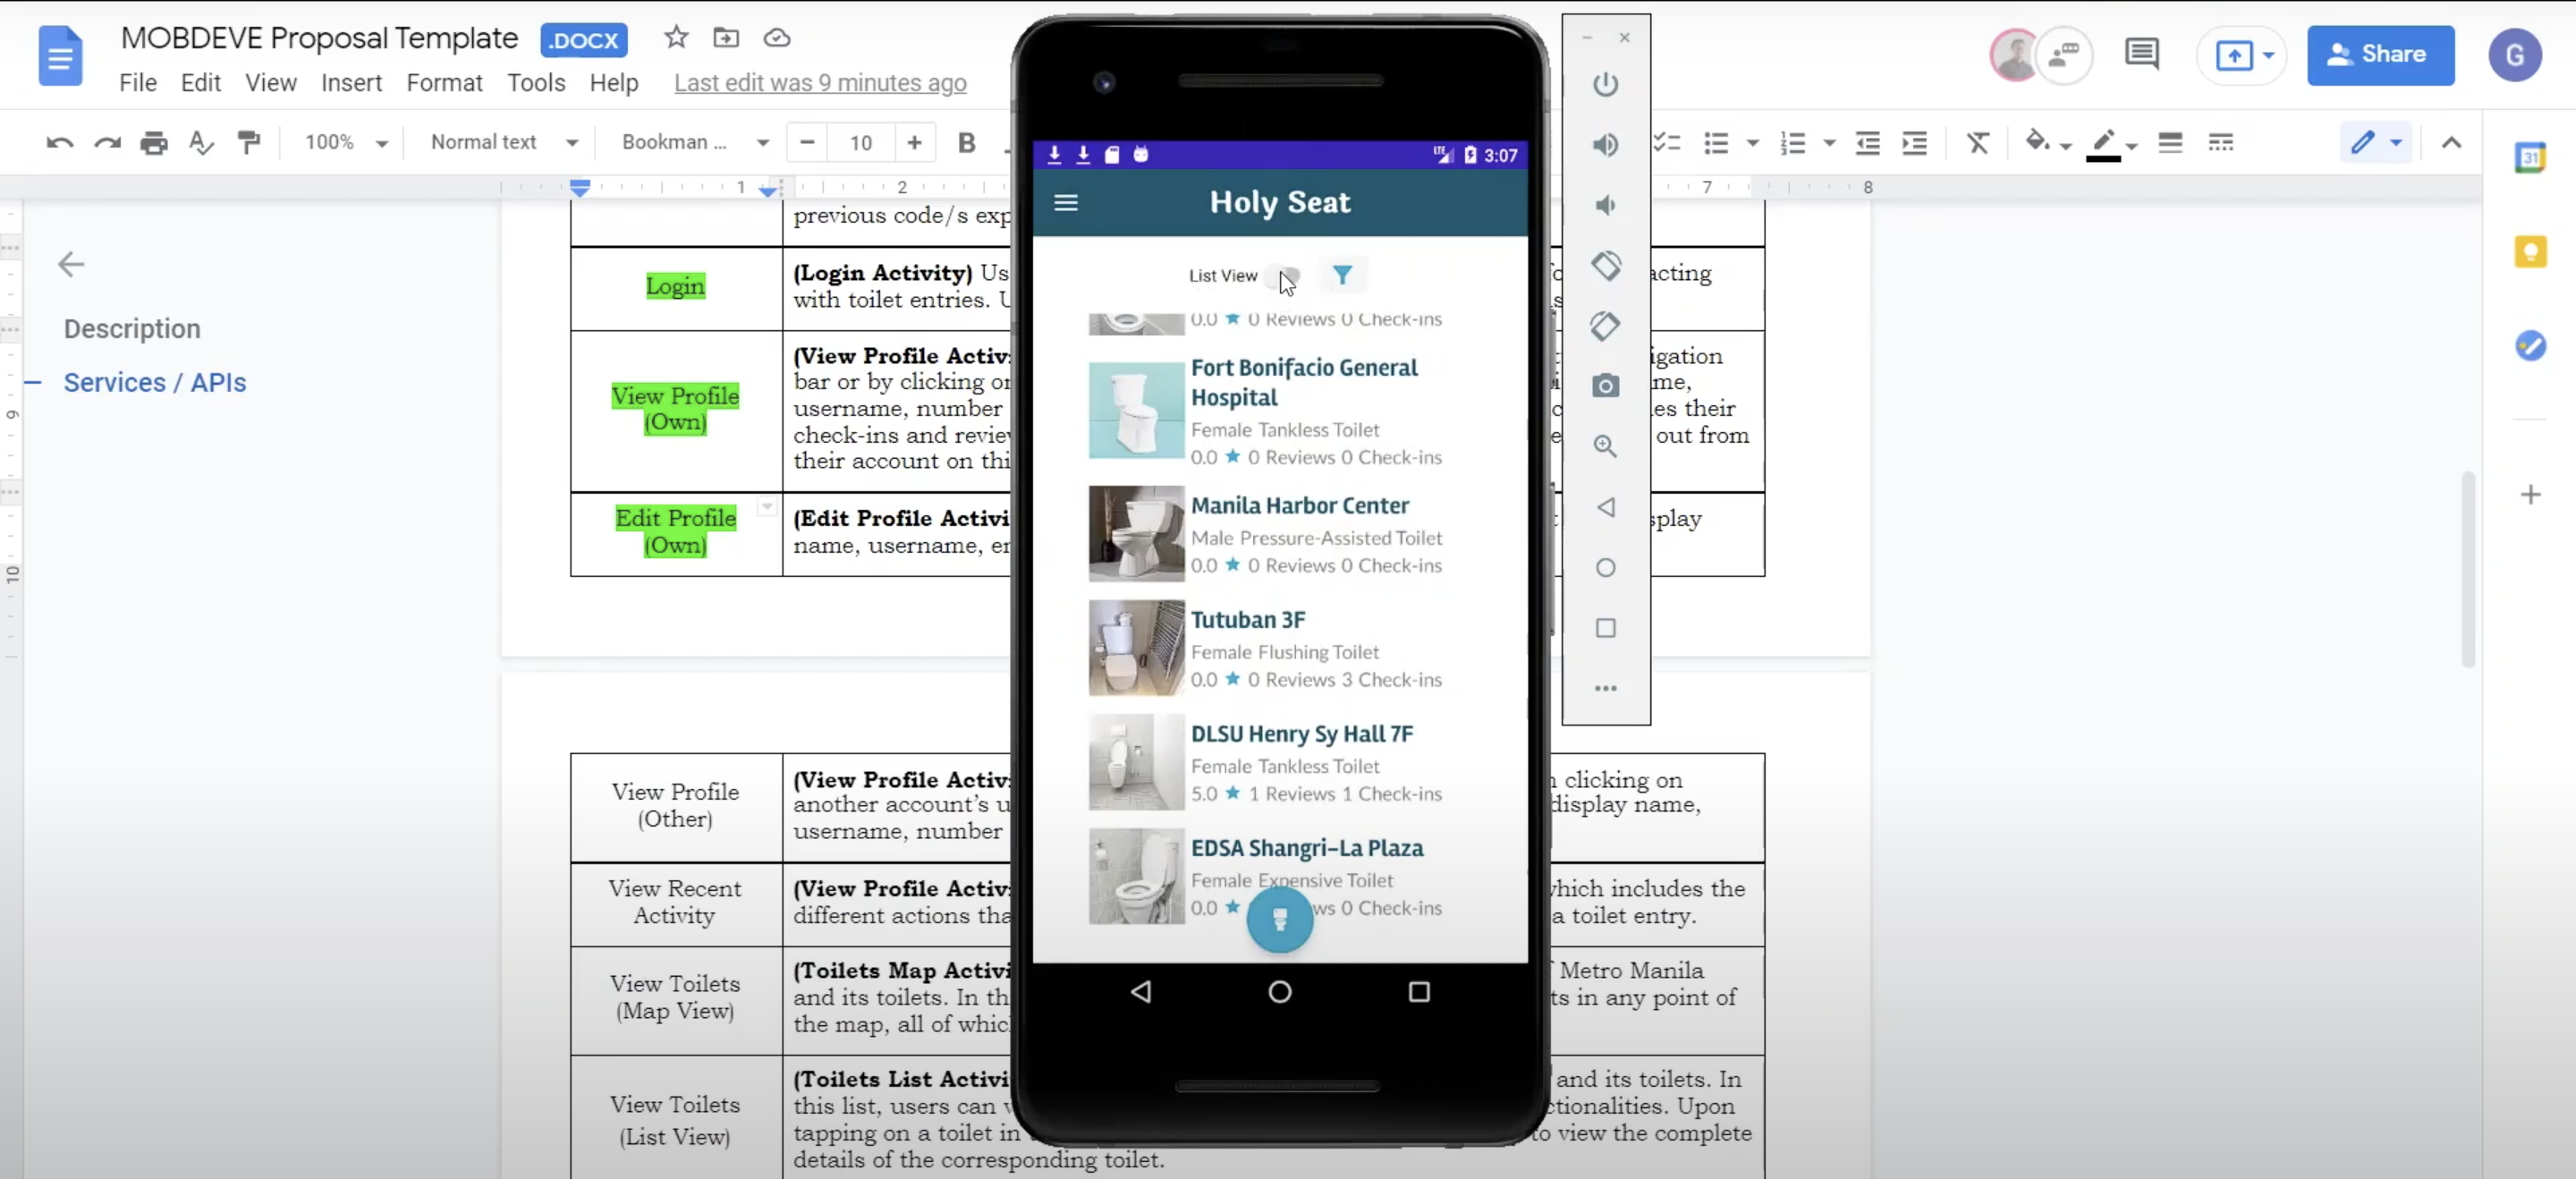 MOBDEVE Proposal Template .DOCX
File Edit View Insert Format Tools Help Last edit was 9 minutes ago
Share
G
100% Normal text Bookman ... 10 B
31
1 2 7 8
9
10
Description
Services / APIs
previous code/s exp
Login
(Login Activity) Us
with toilet entries. U
acting
View Profile
(Own)
(View Profile Activ
bar or by clicking or
username, number
check-ins and review
their account on thi
igation
me,
es their
out from
Edit Profile
(Own)
(Edit Profile Activi
name, username, en
splay
View Profile
(Other)
(View Profile Activ
another account's u
username, number
clicking on
display name,
View Recent
Activity
(View Profile Activ
different actions tha
which includes the
a toilet entry.
View Toilets
(Map View)
(Toilets Map Activi
and its toilets. In th
the map, all of whic
Metro Manila
ts in any point of
View Toilets
(List View)
(Toilets List Activi
this list, users can v
tapping on a toilet in
details of the corresponding toilet.
and its toilets. In
ctionalities. Upon
to view the complete
LTE 3:07
Holy Seat
List View
0.0 0 Reviews 0 Check-ins
Fort Bonifacio General
Hospital
Female Tankless Toilet
0.0 ★ 0 Reviews 0 Check-ins
Manila Harbor Center
Male Pressure-Assisted Toilet
0.0 ★ 0 Reviews 0 Check-ins
Tutuban 3F
Female Flushing Toilet
0.0 ★ 0 Reviews 3 Check-ins
DLSU Henry Sy Hall 7F
Female Tankless Toilet
5.0 ★ 1 Reviews 1 Check-ins
EDSA Shangri-La Plaza
Female Expensive Toilet
0.0 ★ ws 0 Check-ins